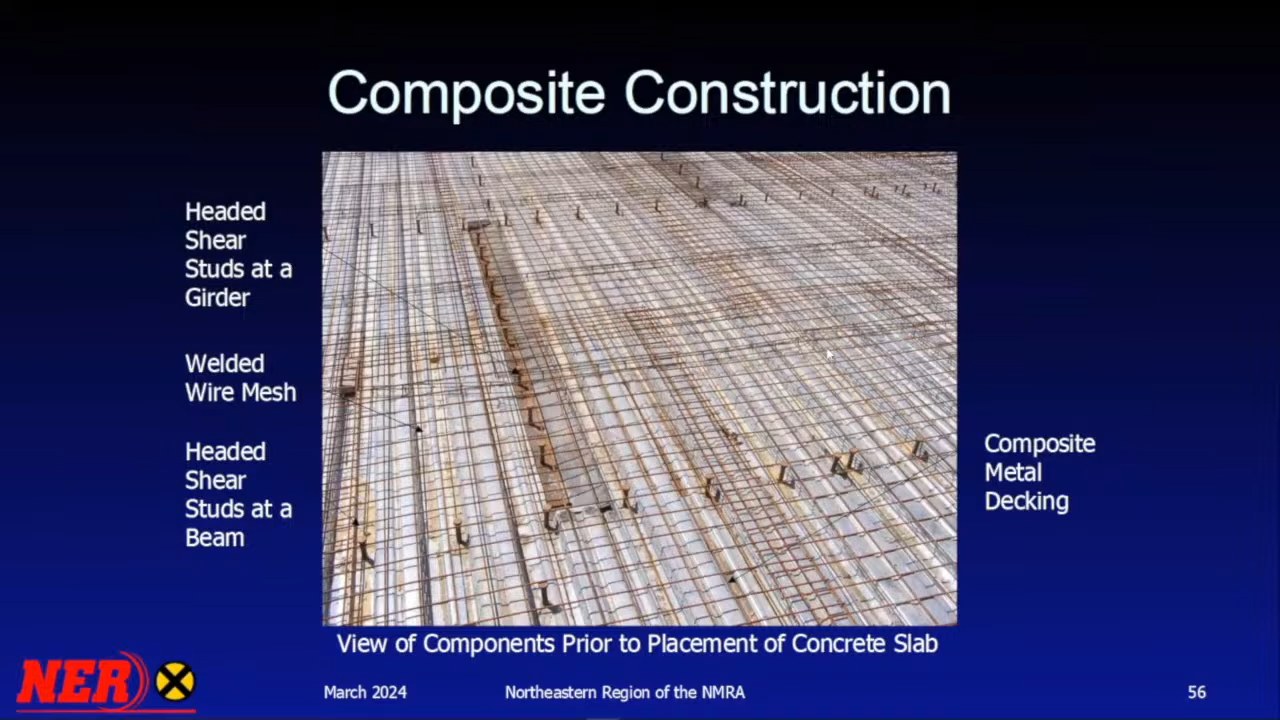 Composite Construction
Headed
Shear
Studs at a
Girder
Welded
Wire Mesh
Headed
Shear
Studs at a
Beam
Composite
Metal
Decking
View of Components Prior to Placement of Concrete Slab
NER
March 2024
Northeastern Region of the NMRA
56